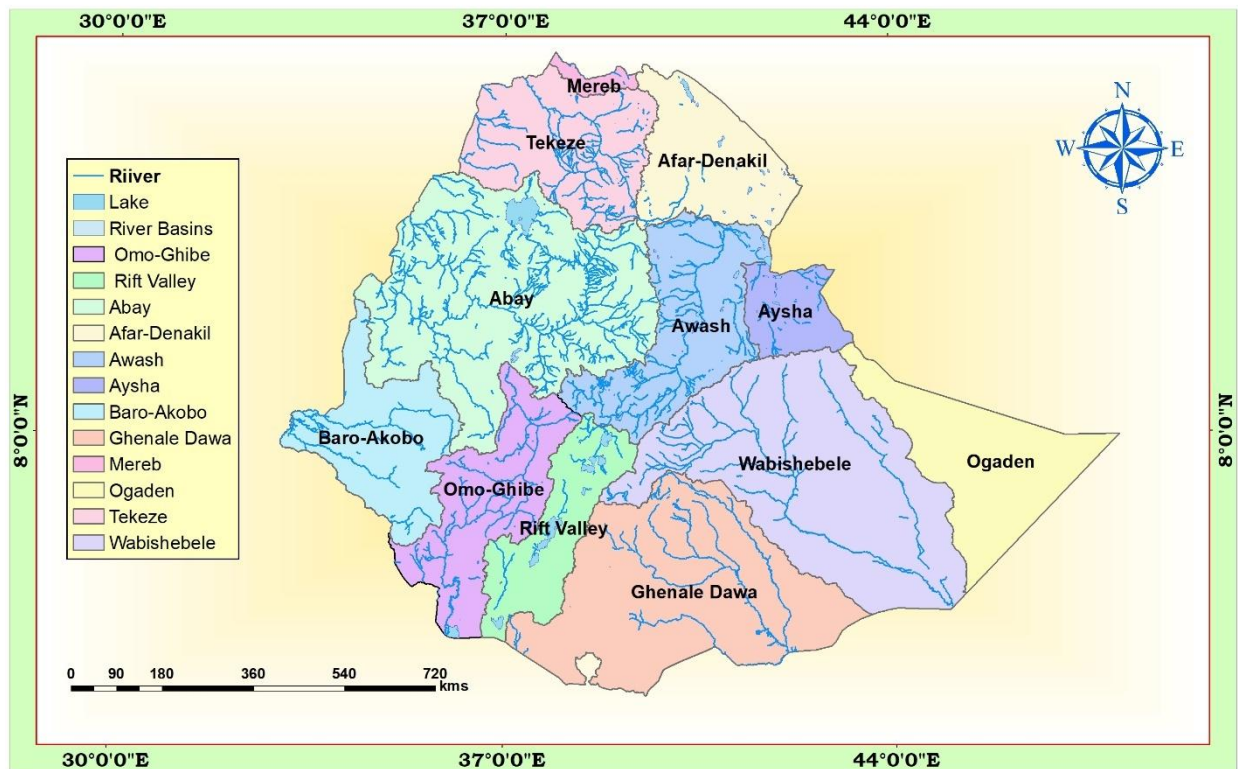 30°0'0"E 37°0'0"E 44°0'0"E
N
W E
S
Mereb
Tekeze
Afar-Denakil
Abay
Awash
Aysha
Baro-Akobo
Omo-Ghibe
Rift Valley
Wabishebele
Ogaden
Ghenale Dawa
Riiver
Lake
River Basins
Omo-Ghibe
Rift Valley
Abay
Afar-Denakil
Awash
Aysha
Baro-Akobo
Ghenale Dawa
Mereb
Ogaden
Tekeze
Wabishebele
8°0'0"N
8°0'0"N
0 90 180 360 540 720
kms
30°0'0"E 37°0'0"E 44°0'0"E